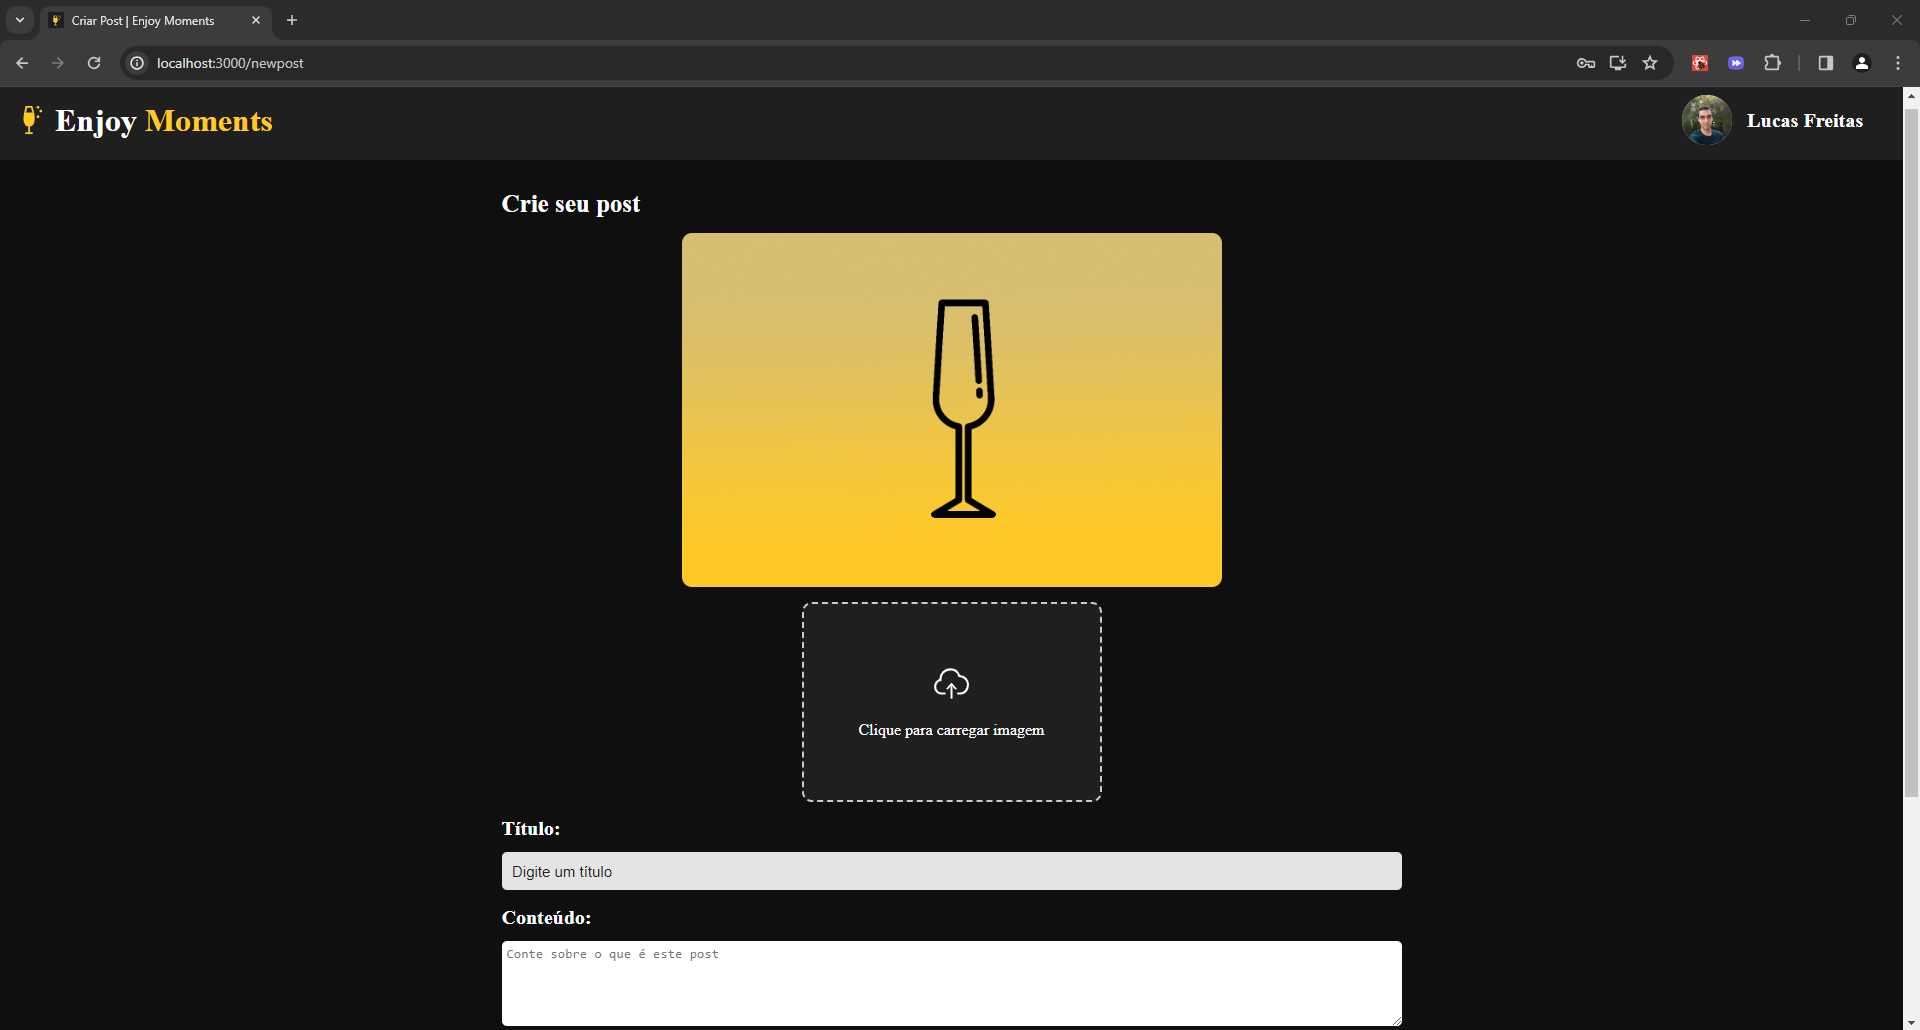 Criar Post | Enjoy Moments
localhost:3000/newpost
Enjoy Moments
Lucas Freitas
Crie seu post
Clique para carregar imagem
Título:
Digite um título
Conteúdo:
Conte sobre o que é este post